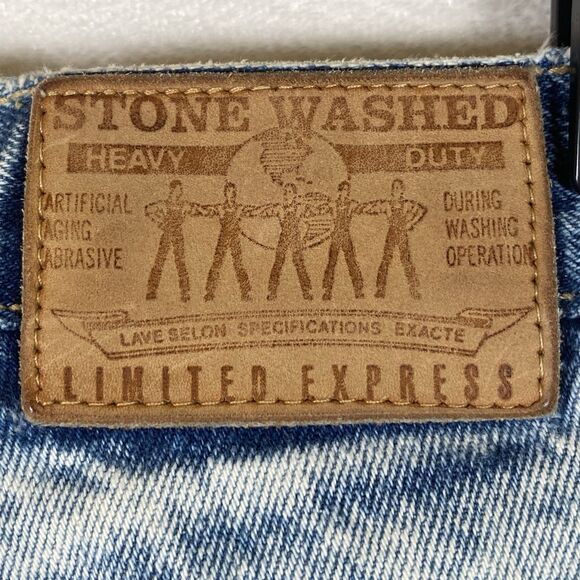 STONE WASHED
HEAVY DUTY
ARTIFICIAL
AGING
ABRASIVE
DURING
WASHING
OPERATION
LAVE SELON SPECIFICATIONS EXACTE
LIMITED EXPRESS